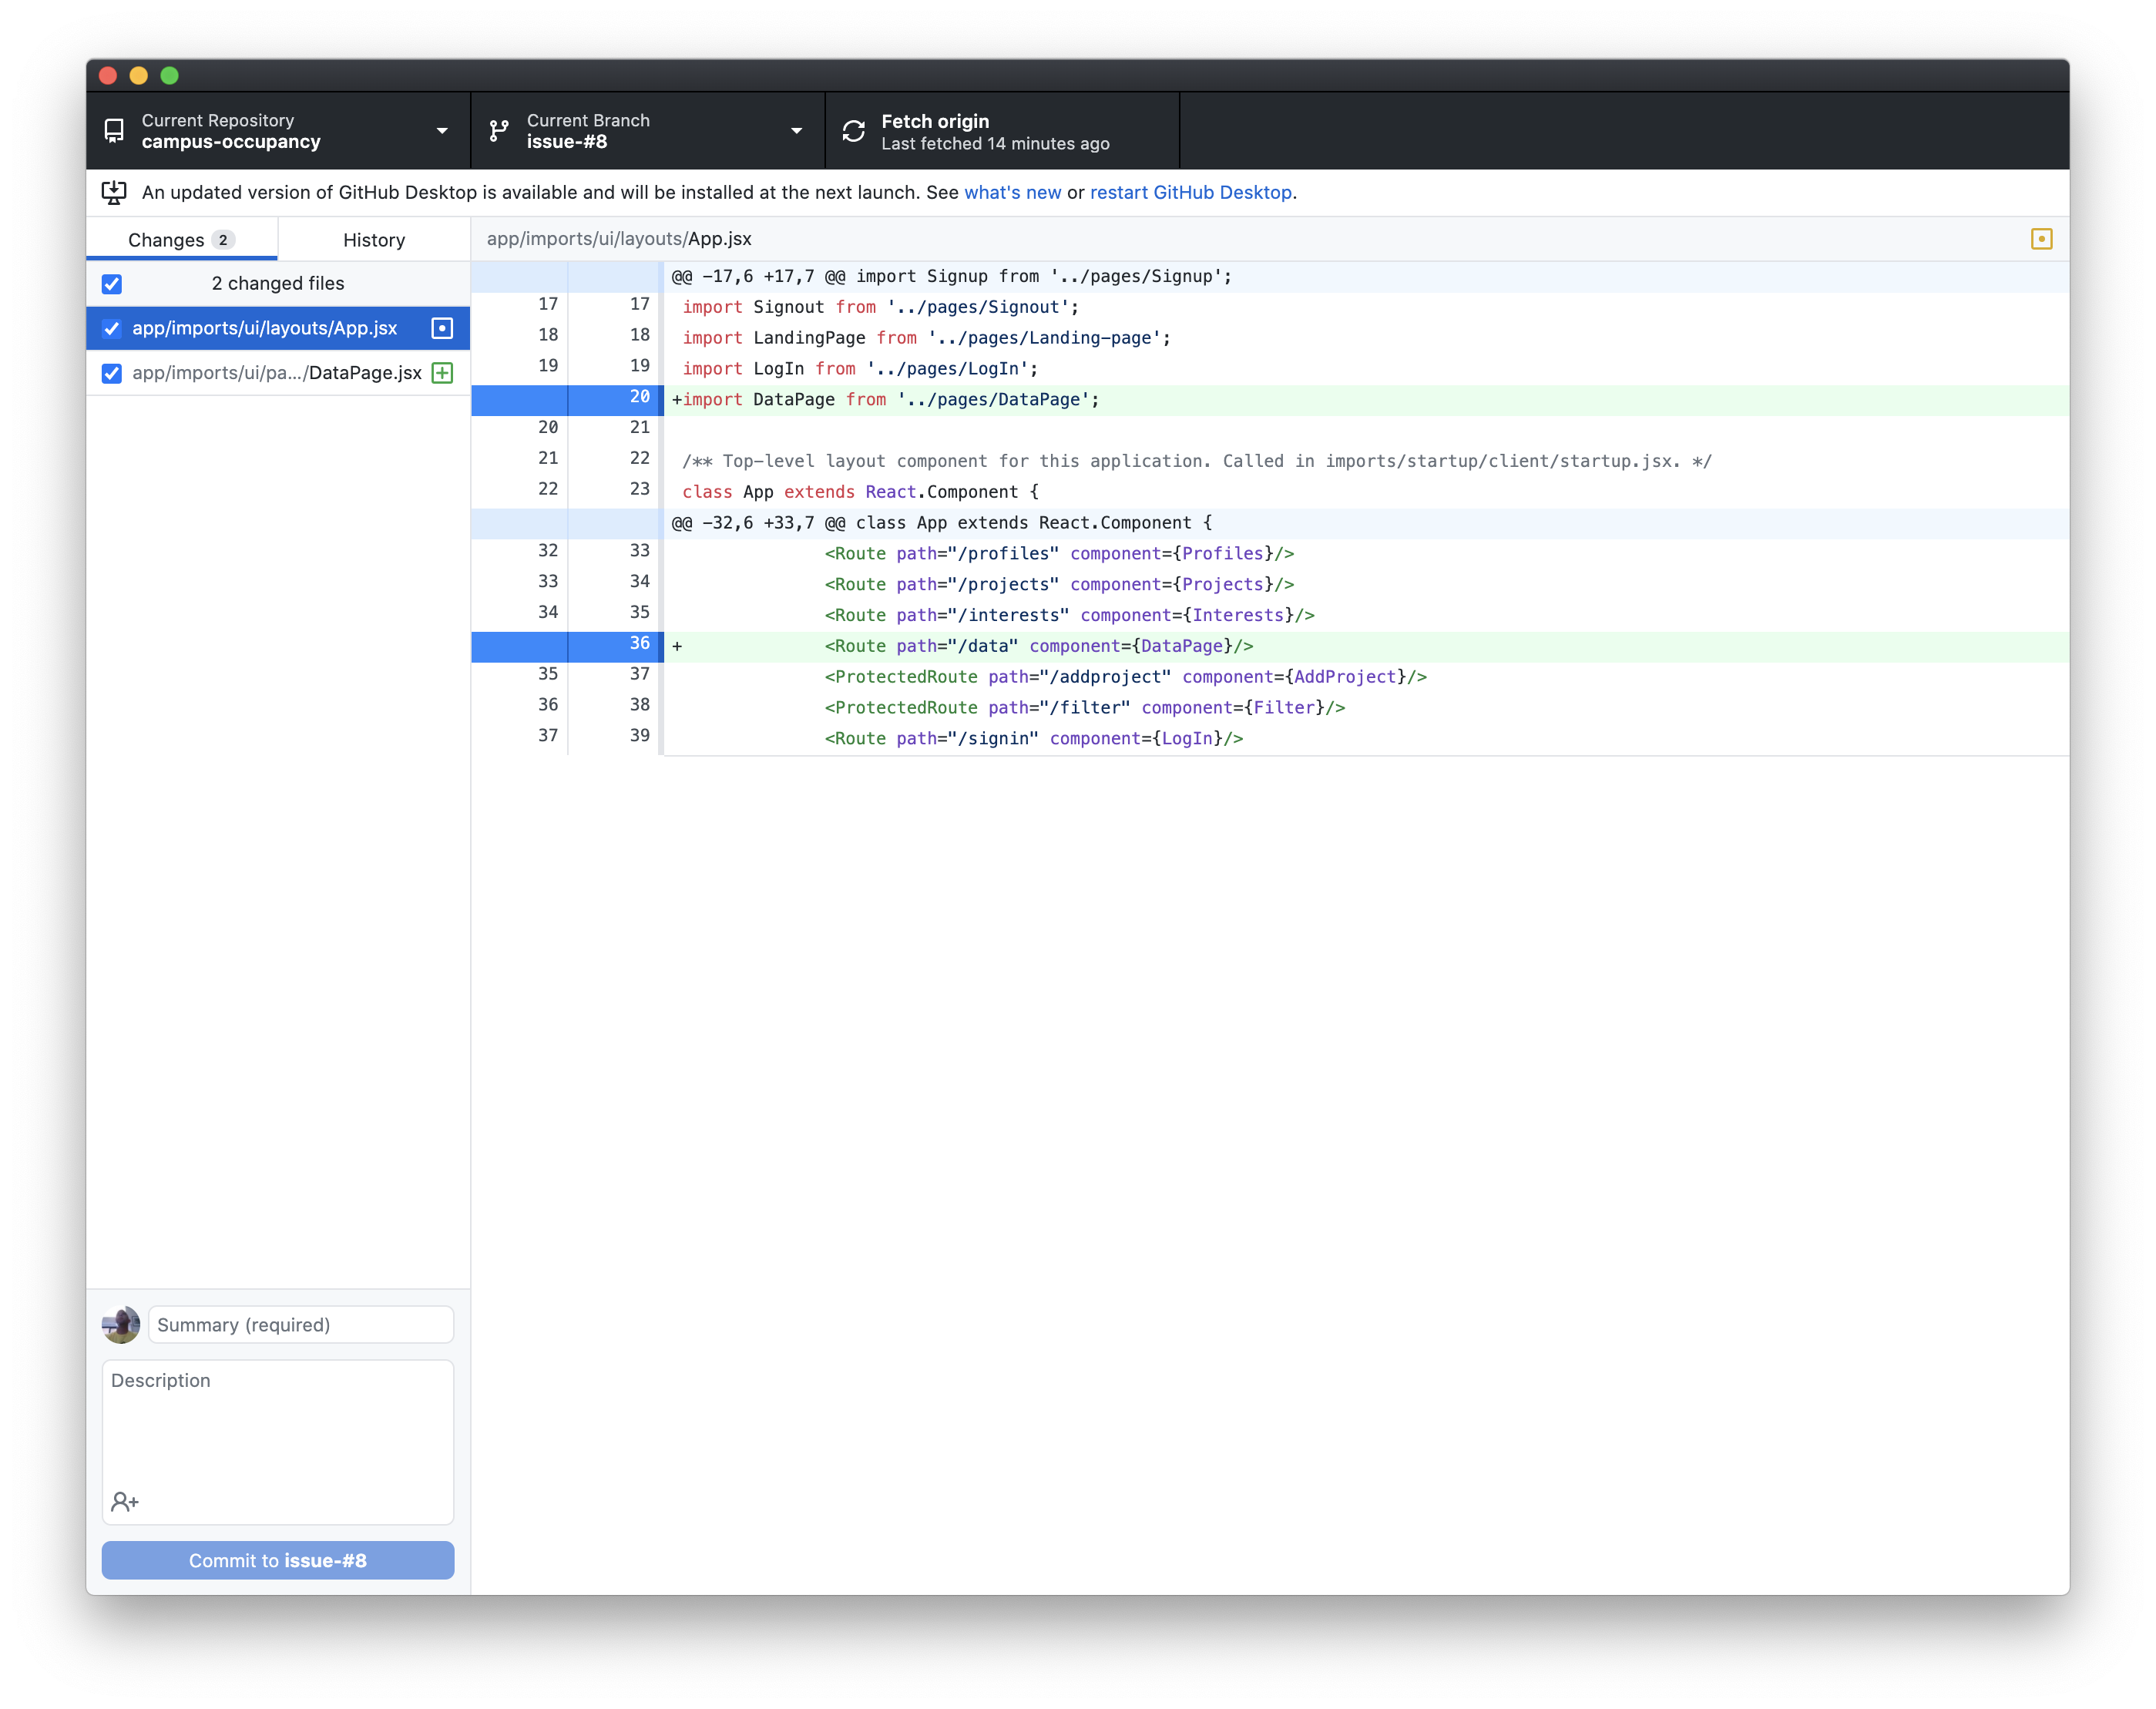 Current Repository
campus-occupancy
Current Branch
issue-#8
Fetch origin
Last fetched 14 minutes ago
An updated version of GitHub Desktop is available and will be installed at the next launch. See what's new or restart GitHub Desktop.
Changes 2
History
app/imports/ui/layouts/App.jsx
2 changed files
app/imports/ui/layouts/App.jsx
app/imports/ui/pa.../DataPage.jsx
@@ -17,6 +17,7 @@ import Signup from '../pages/Signup';
17 17 import Signout from '../pages/Signout';
18 18 import LandingPage from '../pages/Landing-page';
19 19 import LogIn from '../pages/LogIn';
20 +import DataPage from '../pages/DataPage';
20 21
21 22 /** Top-level layout component for this application. Called in imports/startup/client/startup.jsx. */
22 23 class App extends React.Component {
@@ -32,6 +33,7 @@ class App extends React.Component {
32 33 <Route path="/profiles" component={Profiles}/>
33 34 <Route path="/projects" component={Projects}/>
34 35 <Route path="/interests" component={Interests}/>
36 + <Route path="/data" component={DataPage}/>
35 37 <ProtectedRoute path="/addproject" component={AddProject}/>
36 38 <ProtectedRoute path="/filter" component={Filter}/>
37 39 <Route path="/signin" component={LogIn}/>
Summary (required)
Description
Commit to issue-#8